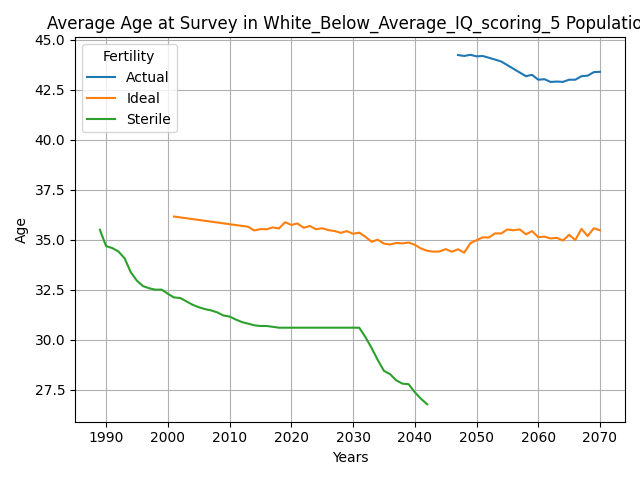 Average Age at Survey in White_Below_Average_IQ_scoring_5 Populatio
Fertility
Actual
Ideal
Sterile
45.0
42.5
40.0
37.5
35.0
32.5
30.0
27.5
Age
1990 2000 2010 2020 2030 2040 2050 2060 2070
Years